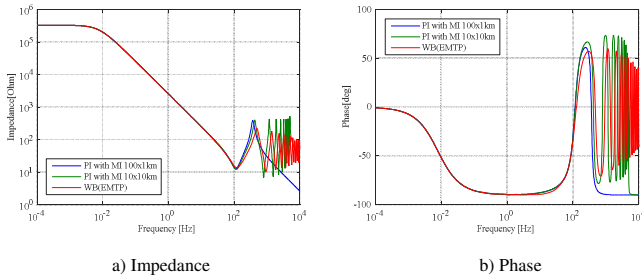 10^6
10^5
10^4
10^3
10^2
10^1
10^0
Impedance[Ohm]
PI with MI 100x1km
PI with MI 10x10km
WB(EMTP)
10^-4 10^-2 10^0 10^2 10^4
Frequency [Hz]
a) Impedance
100
50
0
-50
-100
Phase[deg]
PI with MI 100x1km
PI with MI 10x10km
WB(EMTP)
10^-4 10^-2 10^0 10^2 10^4
Frequency [Hz]
b) Phase